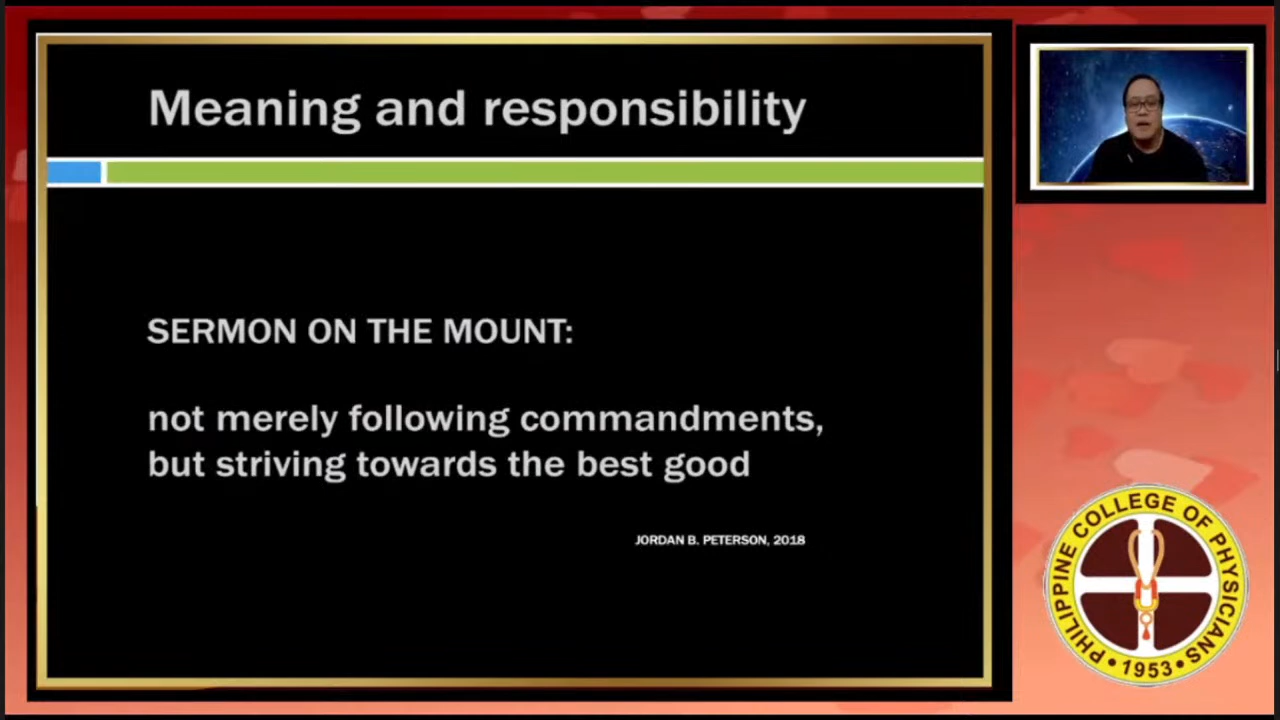 Meaning and responsibility
SERMON ON THE MOUNT:
not merely following commandments,
but striving towards the best good
JORDAN B. PETERSON, 2018
PHILIPPINE COLLEGE OF PHYSICIANS
• 1953 •